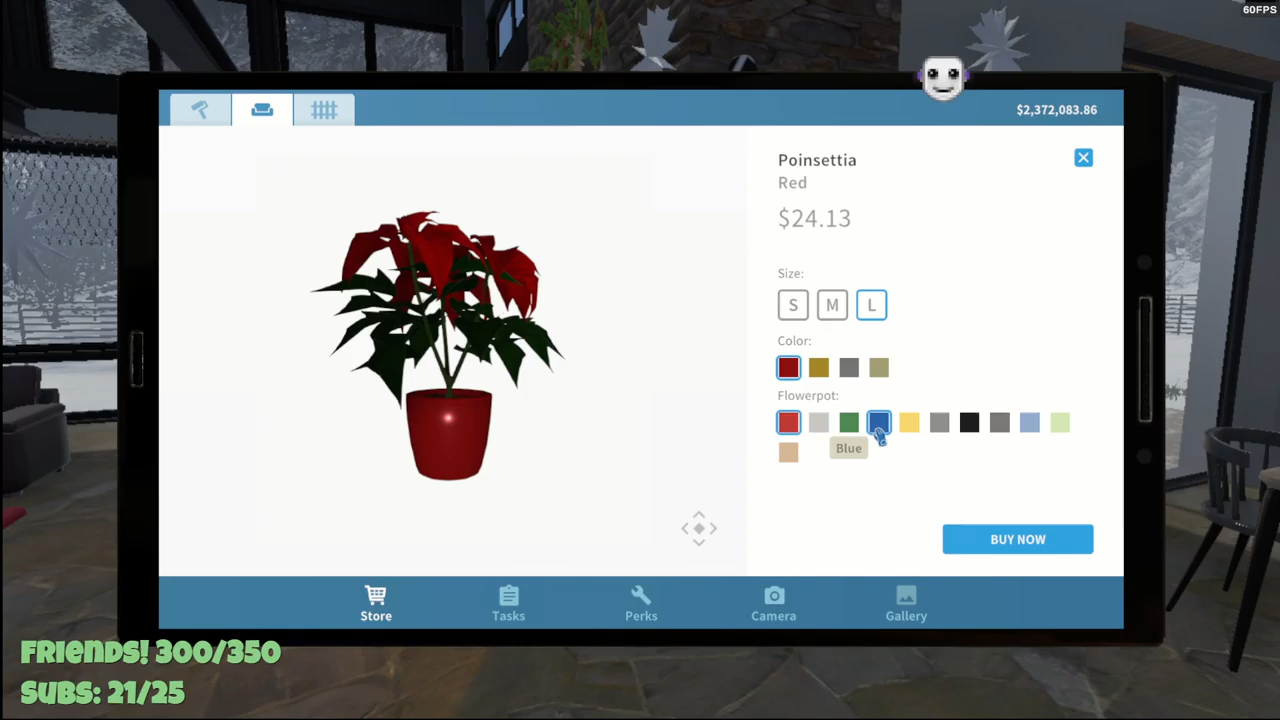 60FPS
$2,372,083.86
Poinsettia
Red
$24.13
Size:
S M L
Color:
Flowerpot:
Blue
BUY NOW
Store Tasks Perks Camera Gallery
Friends! 300/350
Subs: 21/25